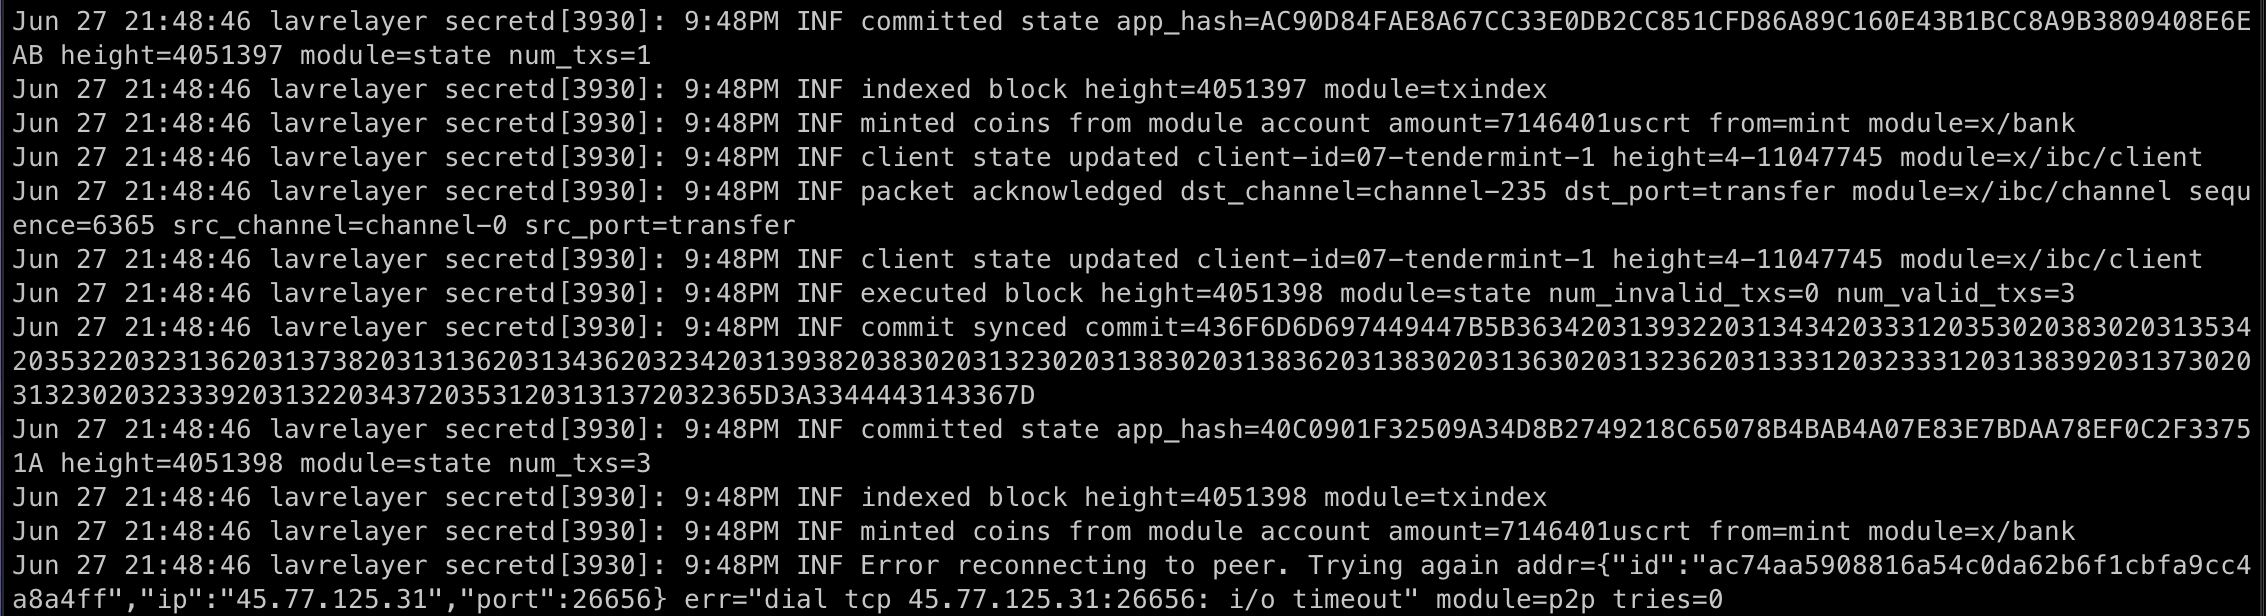 Jun 27 21:48:46 lavrelayer secretd[3930]: 9:48PM INF committed state app_hash=AC90D84FAE8A67CC33E0DB2CC851CFD86A89C160E43B1BCC8A9B3809408E6E
AB height=4051397 module=state num_txs=1
Jun 27 21:48:46 lavrelayer secretd[3930]: 9:48PM INF indexed block height=4051397 module=txindex
Jun 27 21:48:46 lavrelayer secretd[3930]: 9:48PM INF minted coins from module account amount=7146401uscrt from=mint module=x/bank
Jun 27 21:48:46 lavrelayer secretd[3930]: 9:48PM INF client state updated client-id=07-tendermint-1 height=4-11047745 module=x/ibc/client
Jun 27 21:48:46 lavrelayer secretd[3930]: 9:48PM INF packet acknowledged dst_channel=channel-235 dst_port=transfer module=x/ibc/channel sequ
ence=6365 src_channel=channel-0 src_port=transfer
Jun 27 21:48:46 lavrelayer secretd[3930]: 9:48PM INF client state updated client-id=07-tendermint-1 height=4-11047745 module=x/ibc/client
Jun 27 21:48:46 lavrelayer secretd[3930]: 9:48PM INF executed block height=4051398 module=state num_invalid_txs=0 num_valid_txs=3
Jun 27 21:48:46 lavrelayer secretd[3930]: 9:48PM INF commit synced commit=436F6D6D697449447B5B3634203139322031343420333120353020383020313534
20353220323136203137382031313620313436203234203139382038302031323020313830203138362031383020313630203132362031333120323331203138392031373020
31323020323339203132203437203531203131372032365D3A3344443143367D
Jun 27 21:48:46 lavrelayer secretd[3930]: 9:48PM INF committed state app_hash=40C0901F32509A34D8B2749218C65078B4BAB4A07E83E7BDAA78EF0C2F3375
1A height=4051398 module=state num_txs=3
Jun 27 21:48:46 lavrelayer secretd[3930]: 9:48PM INF indexed block height=4051398 module=txindex
Jun 27 21:48:46 lavrelayer secretd[3930]: 9:48PM INF minted coins from module account amount=7146401uscrt from=mint module=x/bank
Jun 27 21:48:46 lavrelayer secretd[3930]: 9:48PM INF Error reconnecting to peer. Trying again addr={"id":"ac74aa5908816a54c0da62b6f1cbfa9cc4
a8a4ff","ip":"45.77.125.31","port":26656} err="dial tcp 45.77.125.31:26656: i/o timeout" module=p2p tries=0